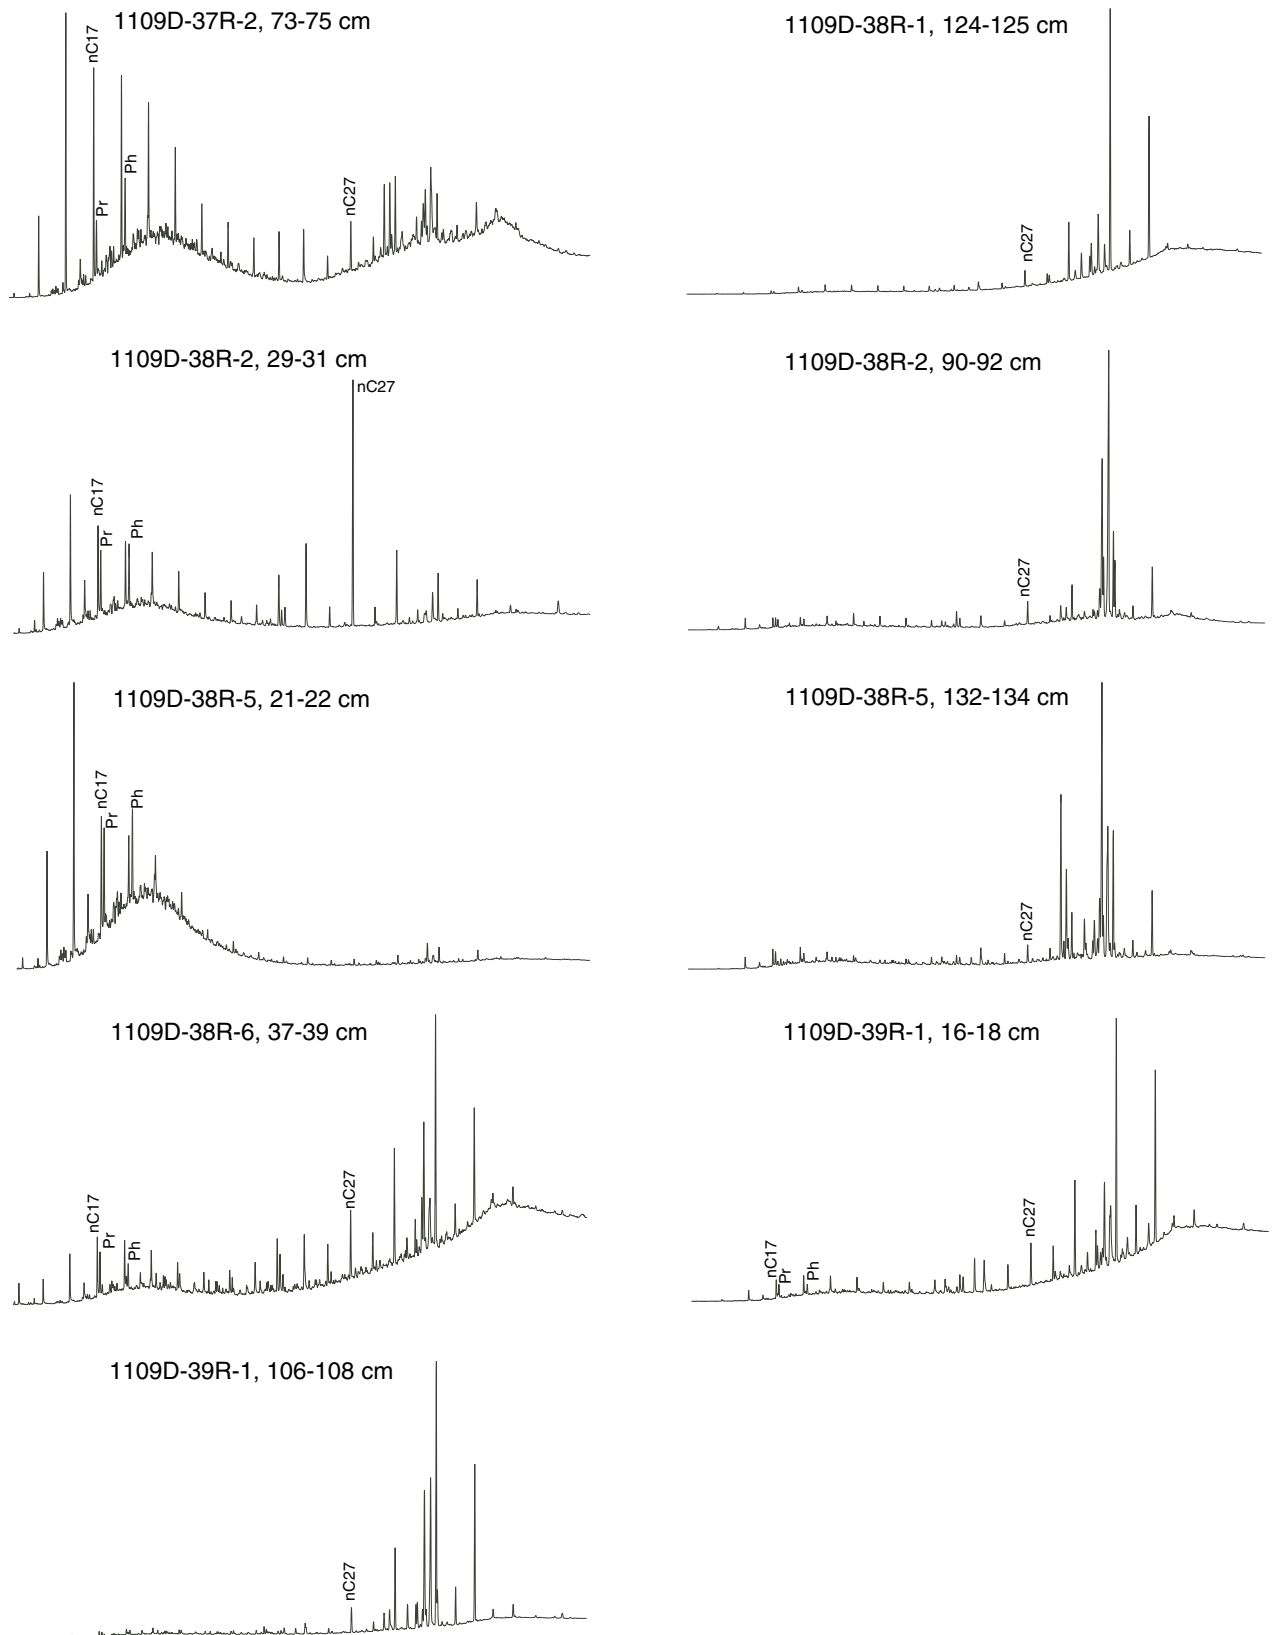 1109D-37R-2, 73-75 cm
nC17
Pr
Ph
nC27
1109D-38R-1, 124-125 cm
nC27
1109D-38R-2, 29-31 cm
nC17
Pr
Ph
nC27
1109D-38R-2, 90-92 cm
nC27
1109D-38R-5, 21-22 cm
nC17
Pr
Ph
1109D-38R-5, 132-134 cm
nC27
1109D-38R-6, 37-39 cm
nC17
Pr
Ph
nC27
1109D-39R-1, 16-18 cm
nC17
Pr
Ph
nC27
1109D-39R-1, 106-108 cm
nC27